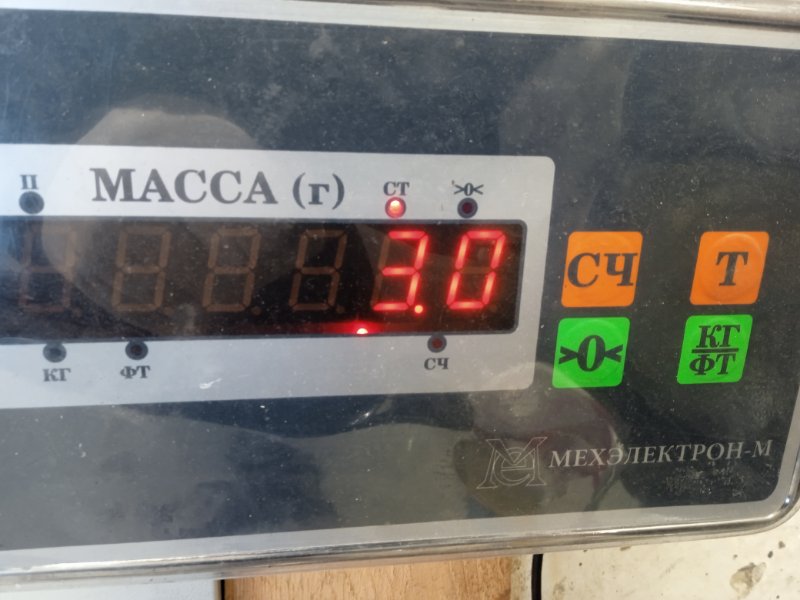 П
МАССА (г)
СТ
>0<
3.0
СЧ
Т
>0<
КГ
ФТ
КГ
ФТ
СЧ
МЕХЭЛЕКТРОН-М